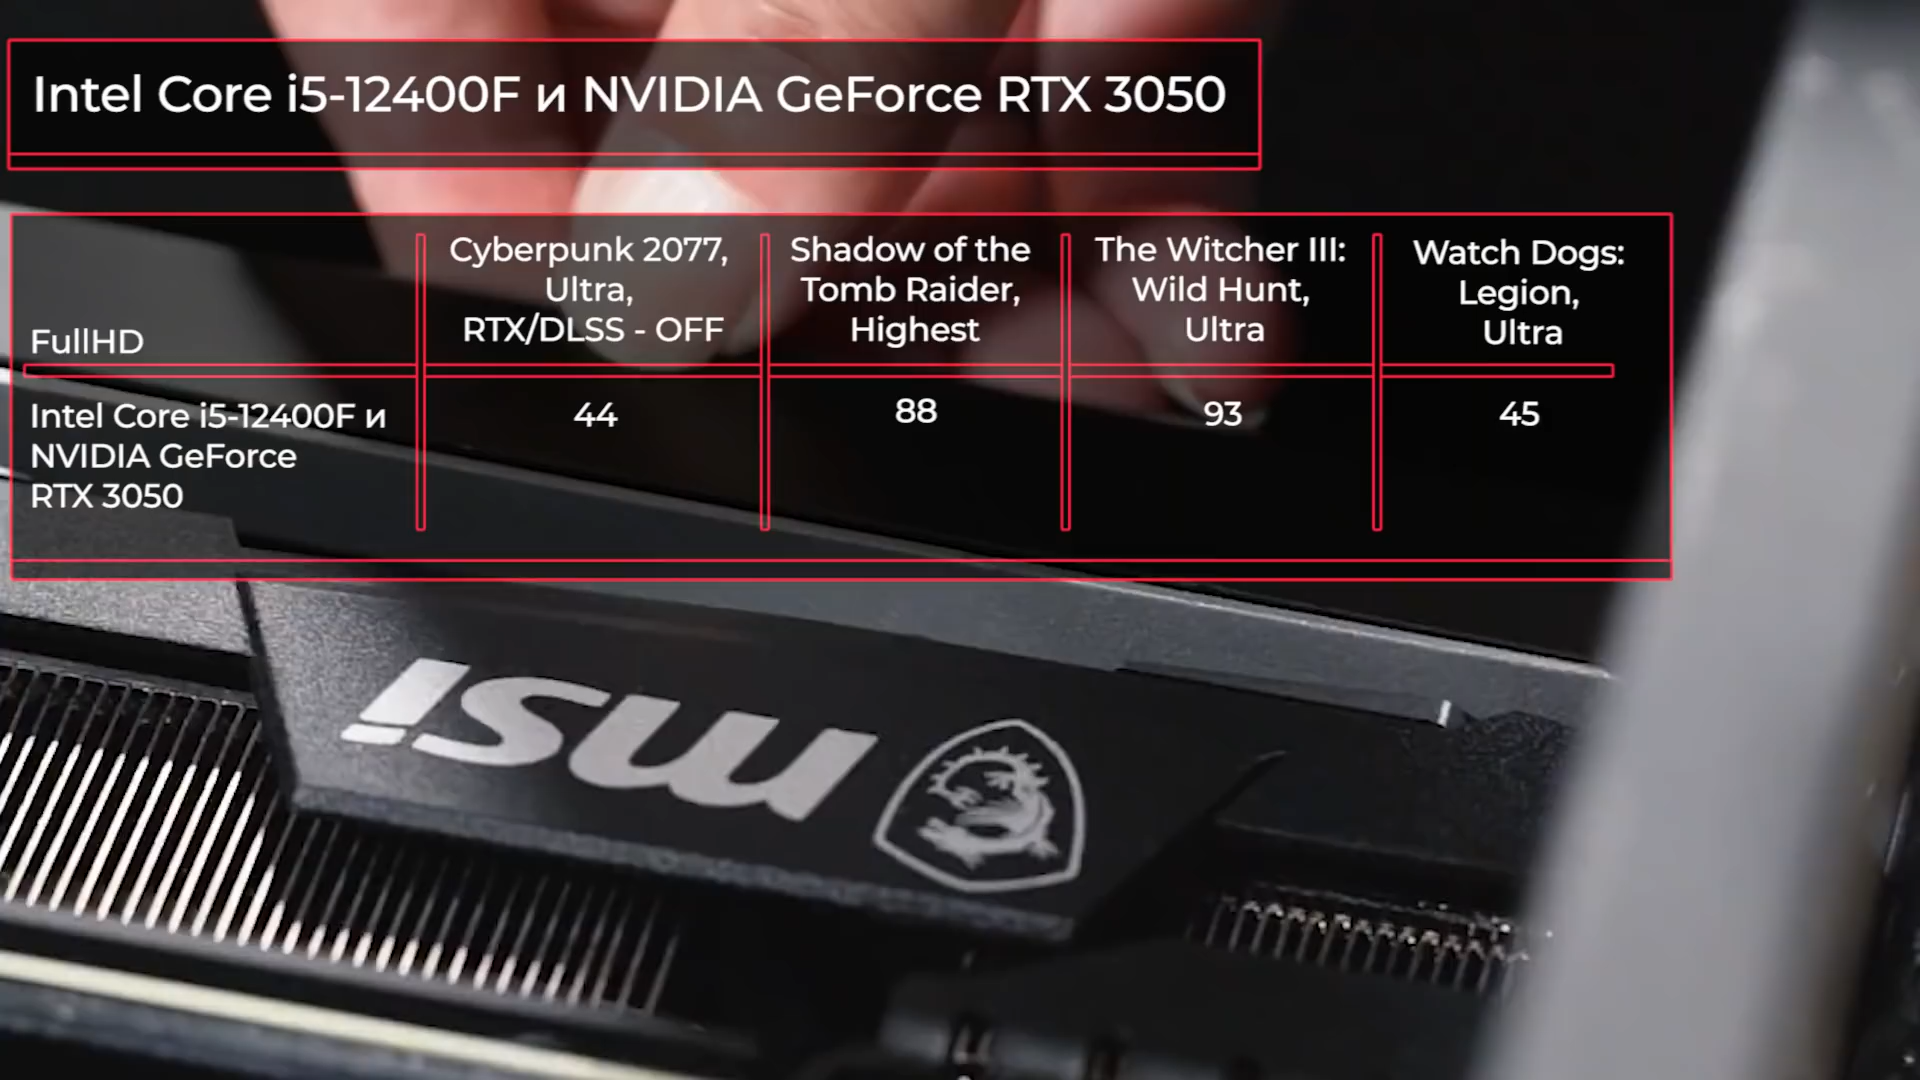 Intel Core i5-12400F и NVIDIA GeForce RTX 3050
FullHD
Cyberpunk 2077,
Ultra,
RTX/DLSS - OFF
Shadow of the
Tomb Raider,
Highest
The Witcher III:
Wild Hunt,
Ultra
Watch Dogs:
Legion,
Ultra
Intel Core i5-12400F и
NVIDIA GeForce
RTX 3050
44
88
93
45
msi